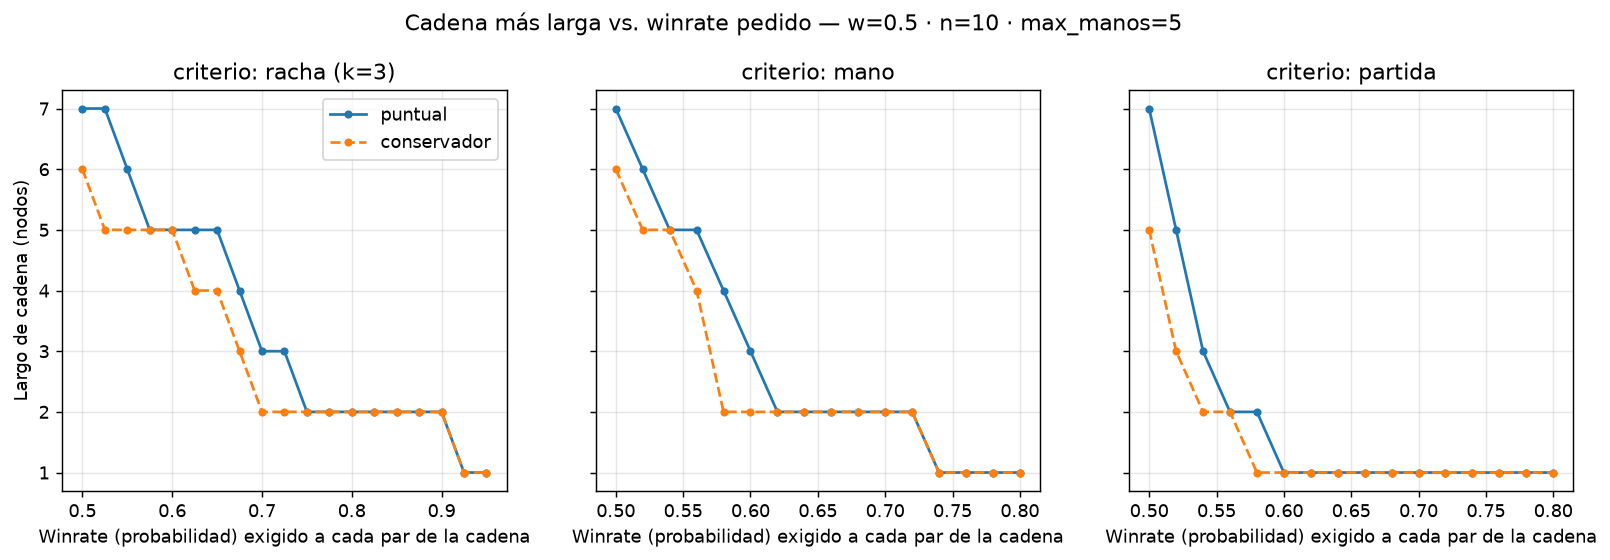 Cadena más larga vs. winrate pedido — w=0.5 · n=10 · max_manos=5
criterio: racha (k=3)
puntual
conservador
Largo de cadena (nodos)
7
6
5
4
3
2
1
0.5 0.6 0.7 0.8 0.9
Winrate (probabilidad) exigido a cada par de la cadena
criterio: mano
0.50 0.55 0.60 0.65 0.70 0.75 0.80
Winrate (probabilidad) exigido a cada par de la cadena
criterio: partida
0.50 0.55 0.60 0.65 0.70 0.75 0.80
Winrate (probabilidad) exigido a cada par de la cadena